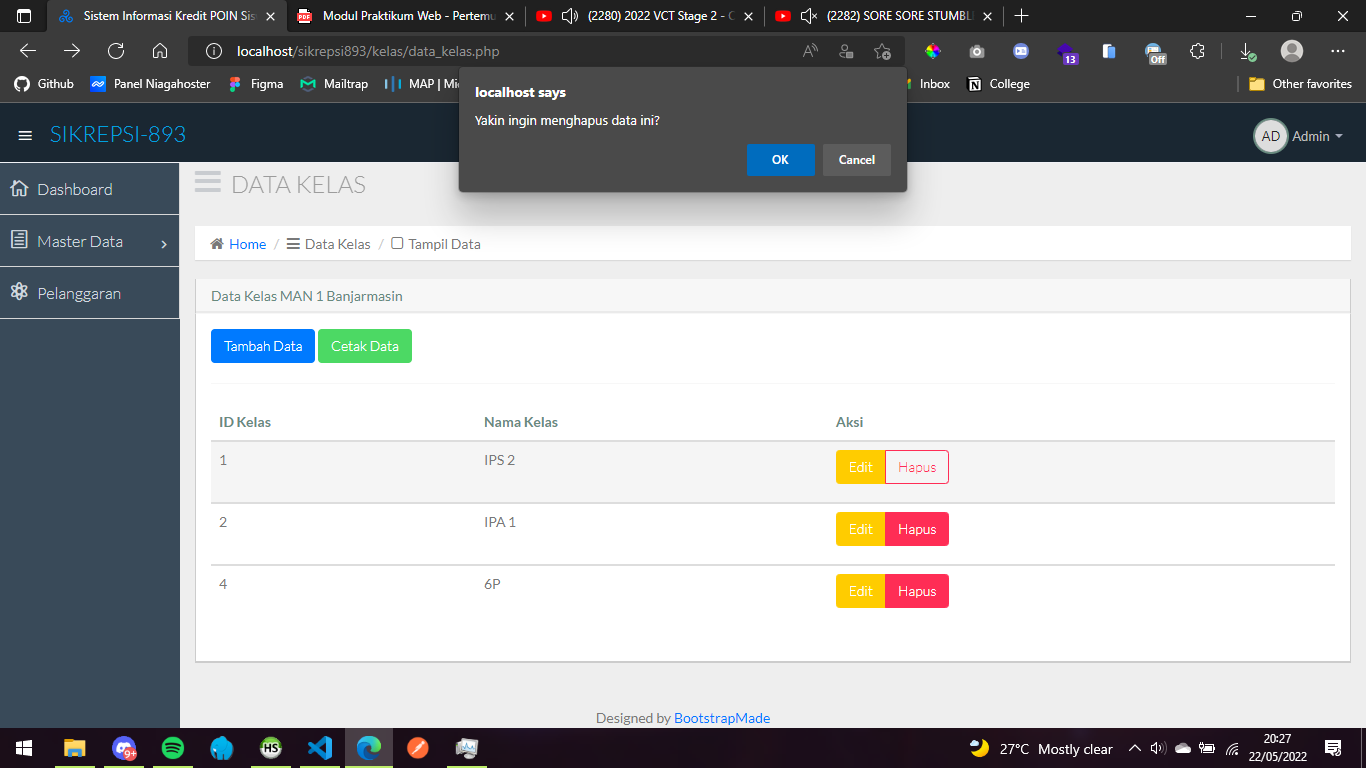 Sistem Informasi Kredit POIN Sis
Modul Praktikum Web - Pertemu
(2280) 2022 VCT Stage 2 - C
(2282) SORE SORE STUMBL
localhost/sikrepsi893/kelas/data_kelas.php
13
Off
Github
Panel Niagahoster
Figma
Mailtrap
MAP | Mi
Inbox
College
Other favorites
localhost says
Yakin ingin menghapus data ini?
OK
Cancel
SIKREPSI-893
AD
Admin
Dashboard
Master Data
Pelanggaran
DATA KELAS
Home / Data Kelas / Tampil Data
Data Kelas MAN 1 Banjarmasin
Tambah Data
Cetak Data
ID Kelas Nama Kelas Aksi
1 IPS 2 Edit Hapus
2 IPA 1 Edit Hapus
4 6P Edit Hapus
Designed by BootstrapMade
9+
HS
27°C Mostly clear
20:27
22/05/2022